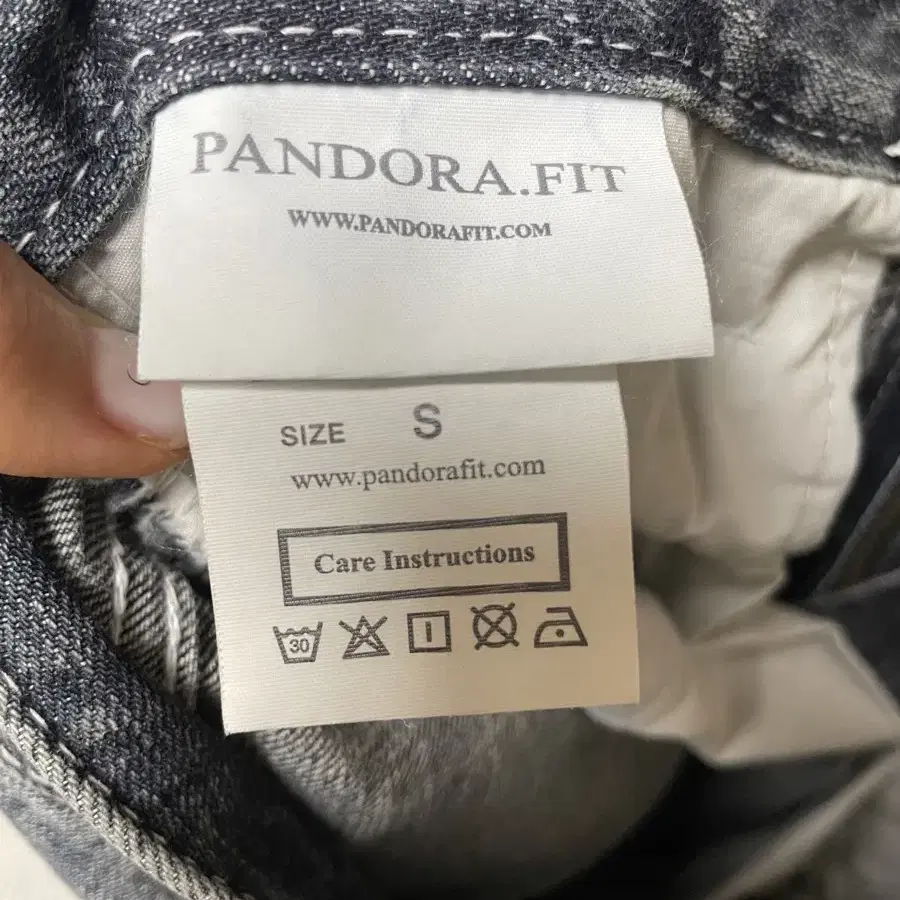 PANDORA.FIT
WWW.PANDORAFIT.COM
SIZE S
www.pandorafit.com
Care Instructions
30